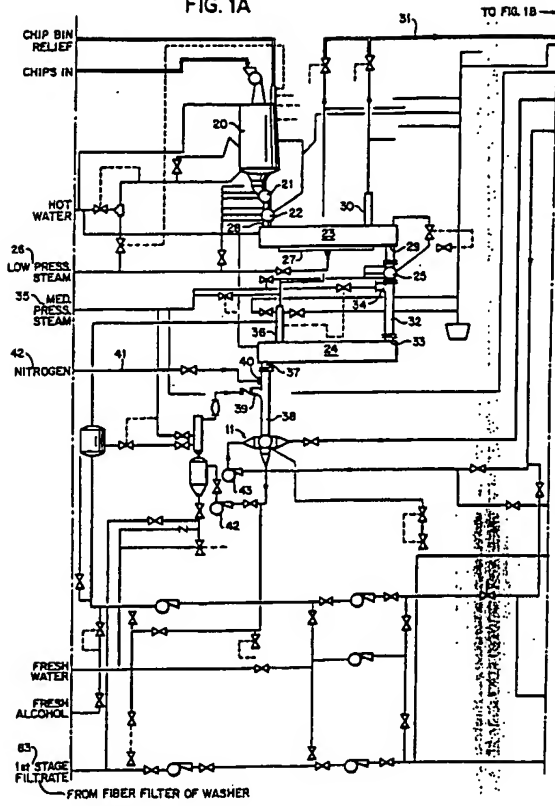 FIG. 1A
TO FIG. 1B
CHIP BIN
RELIEF
31
CHIPS IN
20
21
22
28
30
HOT
WATER
23
26
27
29
LOW PRESS.
STEAM
25
35
34
MED.
PRESS.
STEAM
36
32
33
24
42
41
40
37
NITROGEN
39
38
11
43
42
FRESH
WATER
FRESH
ALCOHOL
63
1st STAGE
FILTRATE
FROM FIBER FILTER OF WASHER